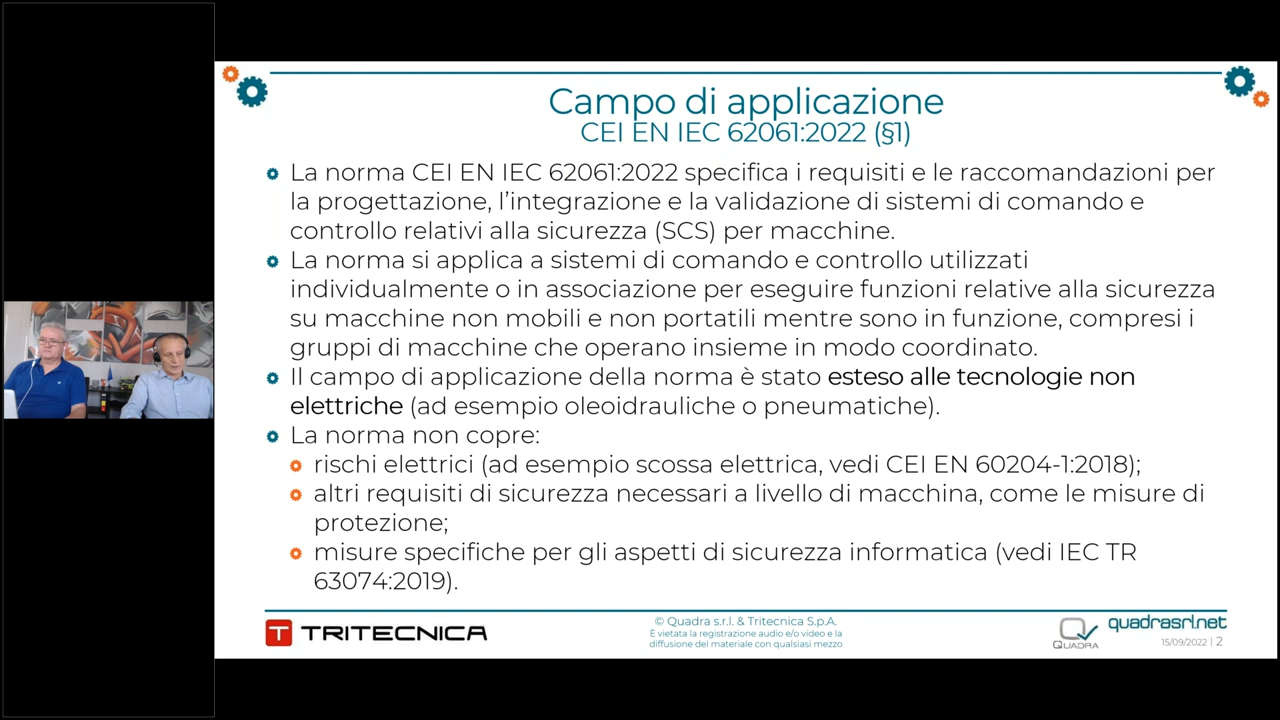 Campo di applicazione
CEI EN IEC 62061:2022 (§1)
La norma CEI EN IEC 62061:2022 specifica i requisiti e le raccomandazioni per
la progettazione, l'integrazione e la validazione di sistemi di comando e
controllo relativi alla sicurezza (SCS) per macchine.
La norma si applica a sistemi di comando e controllo utilizzati
individualmente o in associazione per eseguire funzioni relative alla sicurezza
su macchine non mobili e non portatili mentre sono in funzione, compresi i
gruppi di macchine che operano insieme in modo coordinato.
Il campo di applicazione della norma è stato esteso alle tecnologie non
elettriche (ad esempio oleoidrauliche o pneumatiche).
La norma non copre:
rischi elettrici (ad esempio scossa elettrica, vedi CEI EN 60204-1:2018);
altri requisiti di sicurezza necessari a livello di macchina, come le misure di
protezione;
misure specifiche per gli aspetti di sicurezza informatica (vedi IEC TR
63074:2019).
TRITECNICA
© Quadra s.r.l. & Tritecnica S.p.A.
È vietata la registrazione audio e/o video e la
diffusione del materiale con qualsiasi mezzo
QUADRA
quadrasrl.net
15/09/2022 | 2